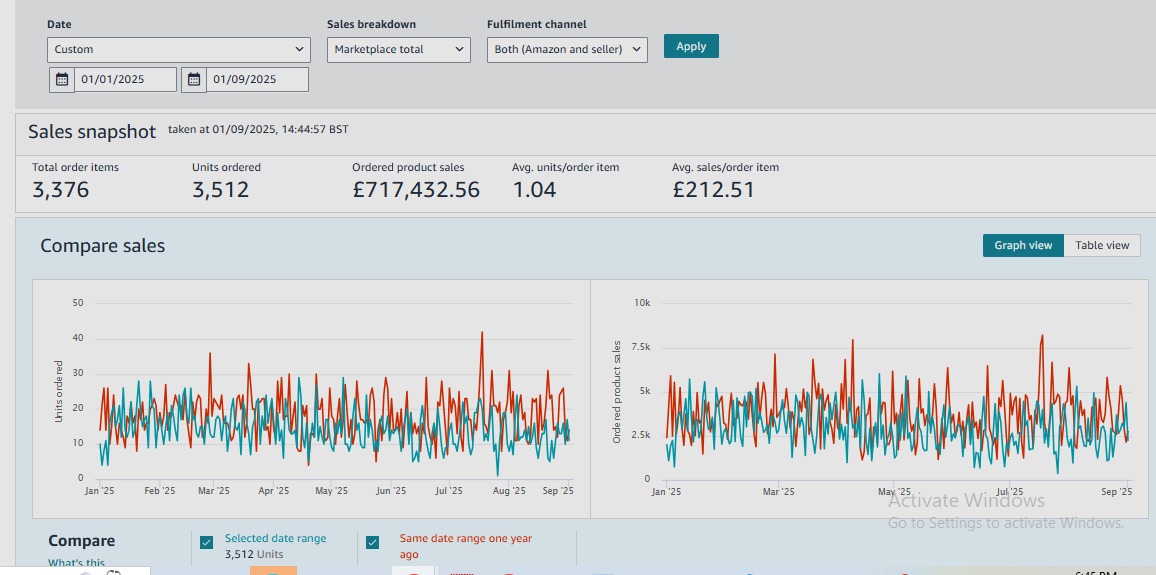 Date
Sales breakdown
Fulfilment channel
Custom
Marketplace total
Both (Amazon and seller)
Apply
01/01/2025
01/09/2025
Sales snapshot taken at 01/09/2025, 14:44:57 BST
Total order items
Units ordered
Ordered product sales
Avg. units/order item
Avg. sales/order item
3,376
3,512
£717,432.56
1.04
£212.51
Compare sales
Graph view
Table view
Units ordered
50
40
30
20
10
0
Jan '25
Feb '25
Mar '25
Apr '25
May '25
Jun '25
Jul '25
Aug '25
Sep '25
Ordered product sales
10k
7.5k
5k
2.5k
0
Jan '25
Mar '25
May '25
Jul '25
Sep '25
Activate Windows
Go to Settings to activate Windows.
Compare
What's this
Selected date range
3,512 Units
Same date range one year
ago
6:45 PM